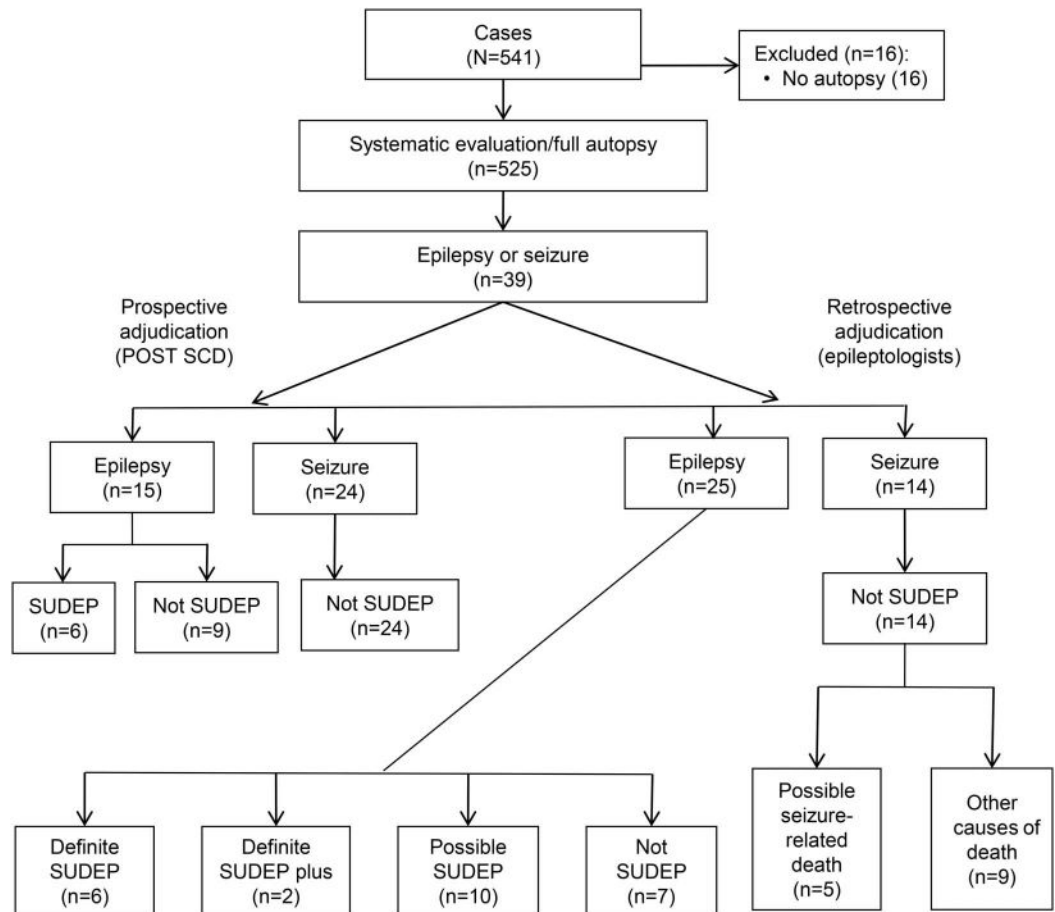 Cases
(N=541)
Excluded (n=16):
• No autopsy (16)
Systematic evaluation/full autopsy
(n=525)
Epilepsy or seizure
(n=39)
Prospective
adjudication
(POST SCD)
Retrospective
adjudication
(epileptologists)
Epilepsy
(n=15)
Seizure
(n=24)
Epilepsy
(n=25)
Seizure
(n=14)
SUDEP
(n=6)
Not SUDEP
(n=9)
Not SUDEP
(n=24)
Not SUDEP
(n=14)
Definite
SUDEP
(n=6)
Definite
SUDEP plus
(n=2)
Possible
SUDEP
(n=10)
Not
SUDEP
(n=7)
Possible
seizure-
related
death
(n=5)
Other
causes of
death
(n=9)